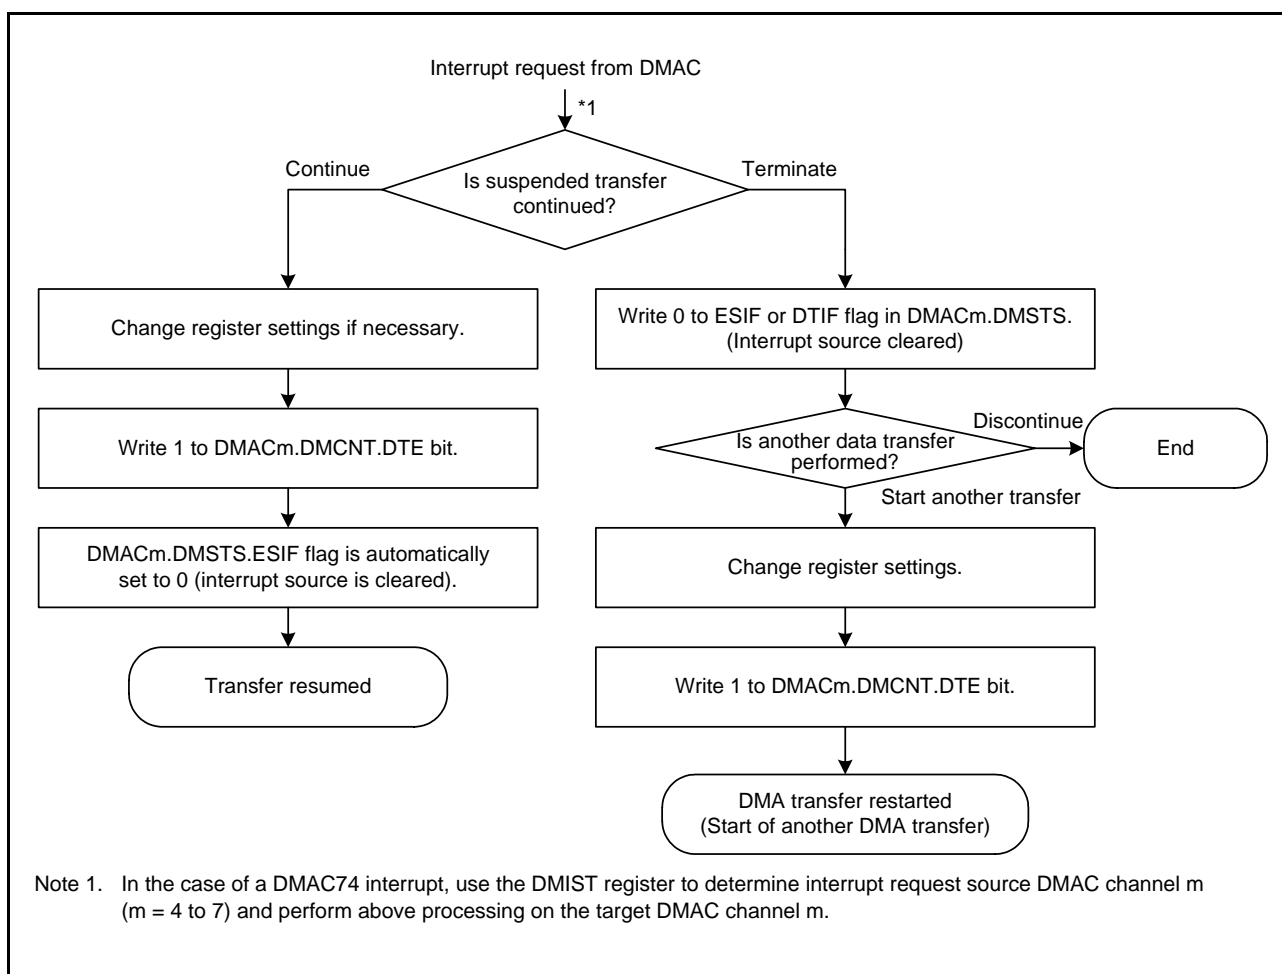 Interrupt request from DMAC
*1
Continue
Terminate
Is suspended transfer
continued?
Change register settings if necessary.
Write 1 to DMACm.DMCNT.DTE bit.
DMACm.DMSTS.ESIF flag is automatically
set to 0 (interrupt source is cleared).
Transfer resumed
Write 0 to ESIF or DTIF flag in DMACm.DMSTS.
(Interrupt source cleared)
Is another data transfer
performed?
Discontinue
End
Start another transfer
Change register settings.
Write 1 to DMACm.DMCNT.DTE bit.
DMA transfer restarted
(Start of another DMA transfer)
Note 1. In the case of a DMAC74 interrupt, use the DMIST register to determine interrupt request source DMAC channel m
(m = 4 to 7) and perform above processing on the target DMAC channel m.